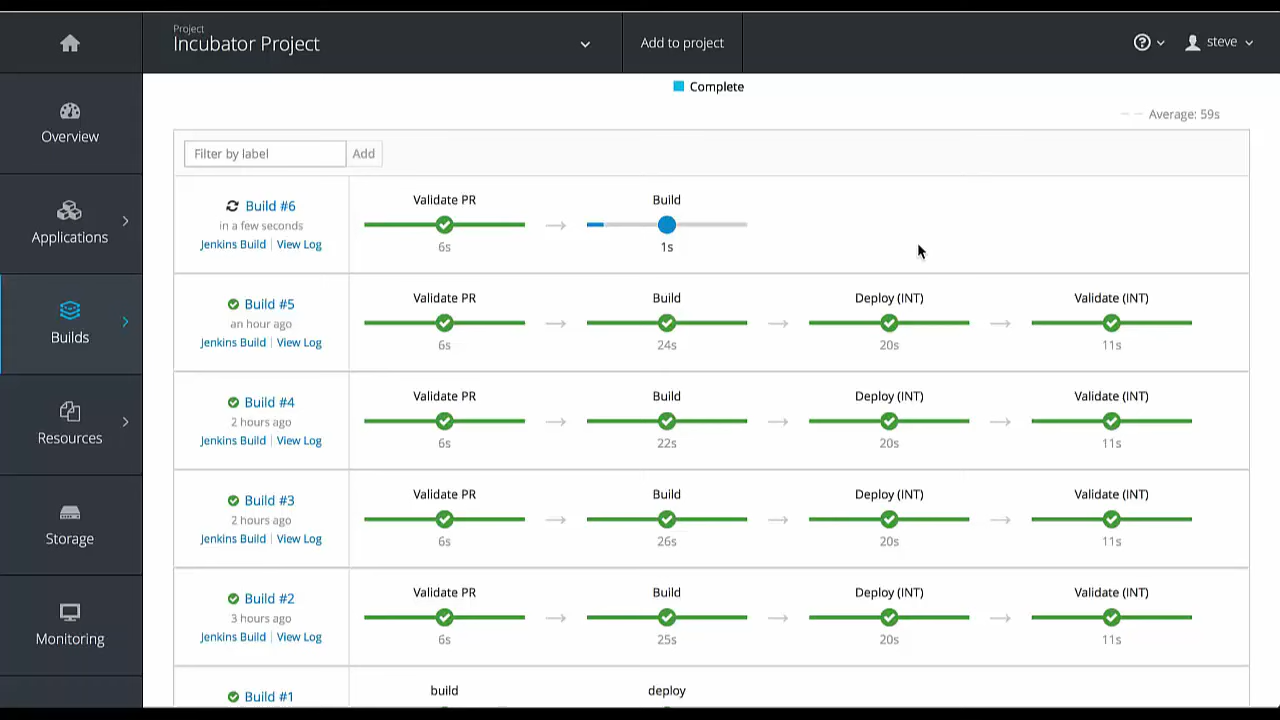 Project
Incubator Project
Add to project
steve
Overview
Applications
Builds
Resources
Storage
Monitoring
Complete
Average: 59s
Filter by label
Add
Build #6
in a few seconds
Jenkins Build | View Log
Validate PR
6s
Build
1s
Build #5
an hour ago
Jenkins Build | View Log
Validate PR
6s
Build
24s
Deploy (INT)
20s
Validate (INT)
11s
Build #4
2 hours ago
Jenkins Build | View Log
Validate PR
6s
Build
22s
Deploy (INT)
20s
Validate (INT)
11s
Build #3
2 hours ago
Jenkins Build | View Log
Validate PR
6s
Build
26s
Deploy (INT)
20s
Validate (INT)
11s
Build #2
3 hours ago
Jenkins Build | View Log
Validate PR
6s
Build
25s
Deploy (INT)
20s
Validate (INT)
11s
Build #1
build
deploy